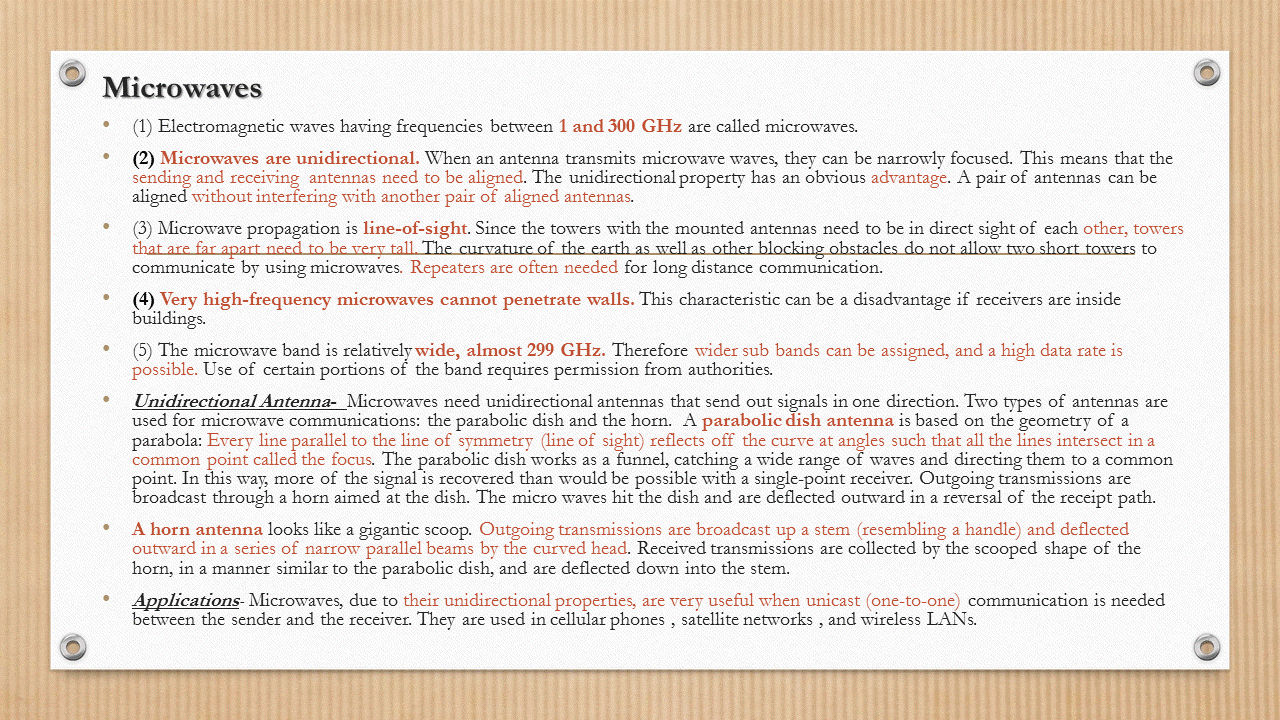 Microwaves
• (1) Electromagnetic waves having frequencies between 1 and 300 GHz are called microwaves.
• (2) Microwaves are unidirectional. When an antenna transmits microwave waves, they can be narrowly focused. This means that the
sending and receiving antennas need to be aligned. The unidirectional property has an obvious advantage. A pair of antennas can be
aligned without interfering with another pair of aligned antennas.
• (3) Microwave propagation is line-of-sight. Since the towers with the mounted antennas need to be in direct sight of each other, towers
that are far apart need to be very tall. The curvature of the earth as well as other blocking obstacles do not allow two short towers to
communicate by using microwaves. Repeaters are often needed for long distance communication.
• (4) Very high-frequency microwaves cannot penetrate walls. This characteristic can be a disadvantage if receivers are inside
buildings.
• (5) The microwave band is relatively wide, almost 299 GHz. Therefore wider sub bands can be assigned, and a high data rate is
possible. Use of certain portions of the band requires permission from authorities.
• Unidirectional Antenna- Microwaves need unidirectional antennas that send out signals in one direction. Two types of antennas are
used for microwave communications: the parabolic dish and the horn. A parabolic dish antenna is based on the geometry of a
parabola: Every line parallel to the line of symmetry (line of sight) reflects off the curve at angles such that all the lines intersect in a
common point called the focus. The parabolic dish works as a funnel, catching a wide range of waves and directing them to a common
point. In this way, more of the signal is recovered than would be possible with a single-point receiver. Outgoing transmissions are
broadcast through a horn aimed at the dish. The micro waves hit the dish and are deflected outward in a reversal of the receipt path.
• A horn antenna looks like a gigantic scoop. Outgoing transmissions are broadcast up a stem (resembling a handle) and deflected
outward in a series of narrow parallel beams by the curved head. Received transmissions are collected by the scooped shape of the
horn, in a manner similar to the parabolic dish, and are deflected down into the stem.
• Applications- Microwaves, due to their unidirectional properties, are very useful when unicast (one-to-one) communication is needed
between the sender and the receiver. They are used in cellular phones , satellite networks , and wireless LANs.